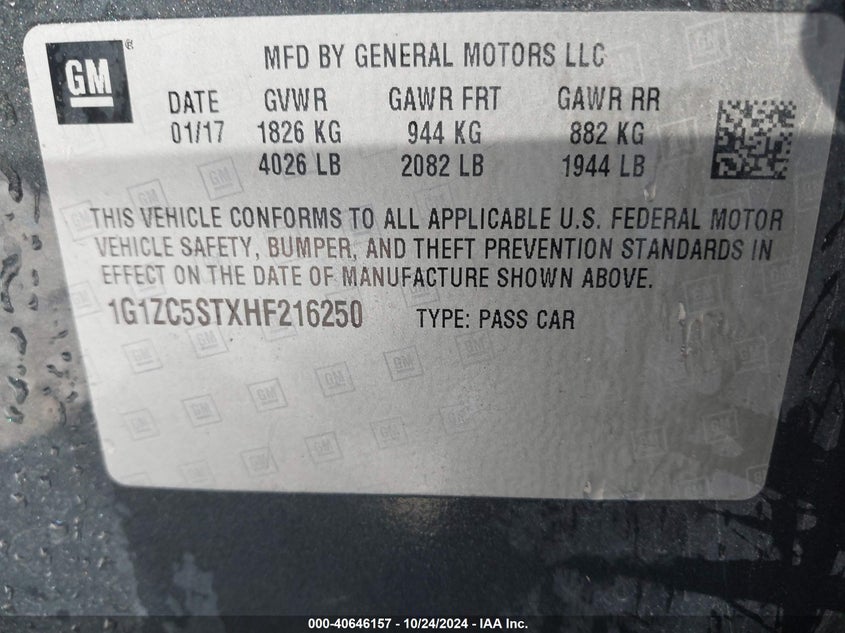 GM ®
MFD BY GENERAL MOTORS LLC
DATE GVWR GAWR FRT GAWR RR
01/17 1826 KG 944 KG 882 KG
4026 LB 2082 LB 1944 LB
THIS VEHICLE CONFORMS TO ALL APPLICABLE U.S. FEDERAL MOTOR
VEHICLE SAFETY, BUMPER, AND THEFT PREVENTION STANDARDS IN
EFFECT ON THE DATE OF MANUFACTURE SHOWN ABOVE.
1G1ZC5STXHF216250 TYPE: PASS CAR
000-40646157 - 10/24/2024 - IAA Inc.